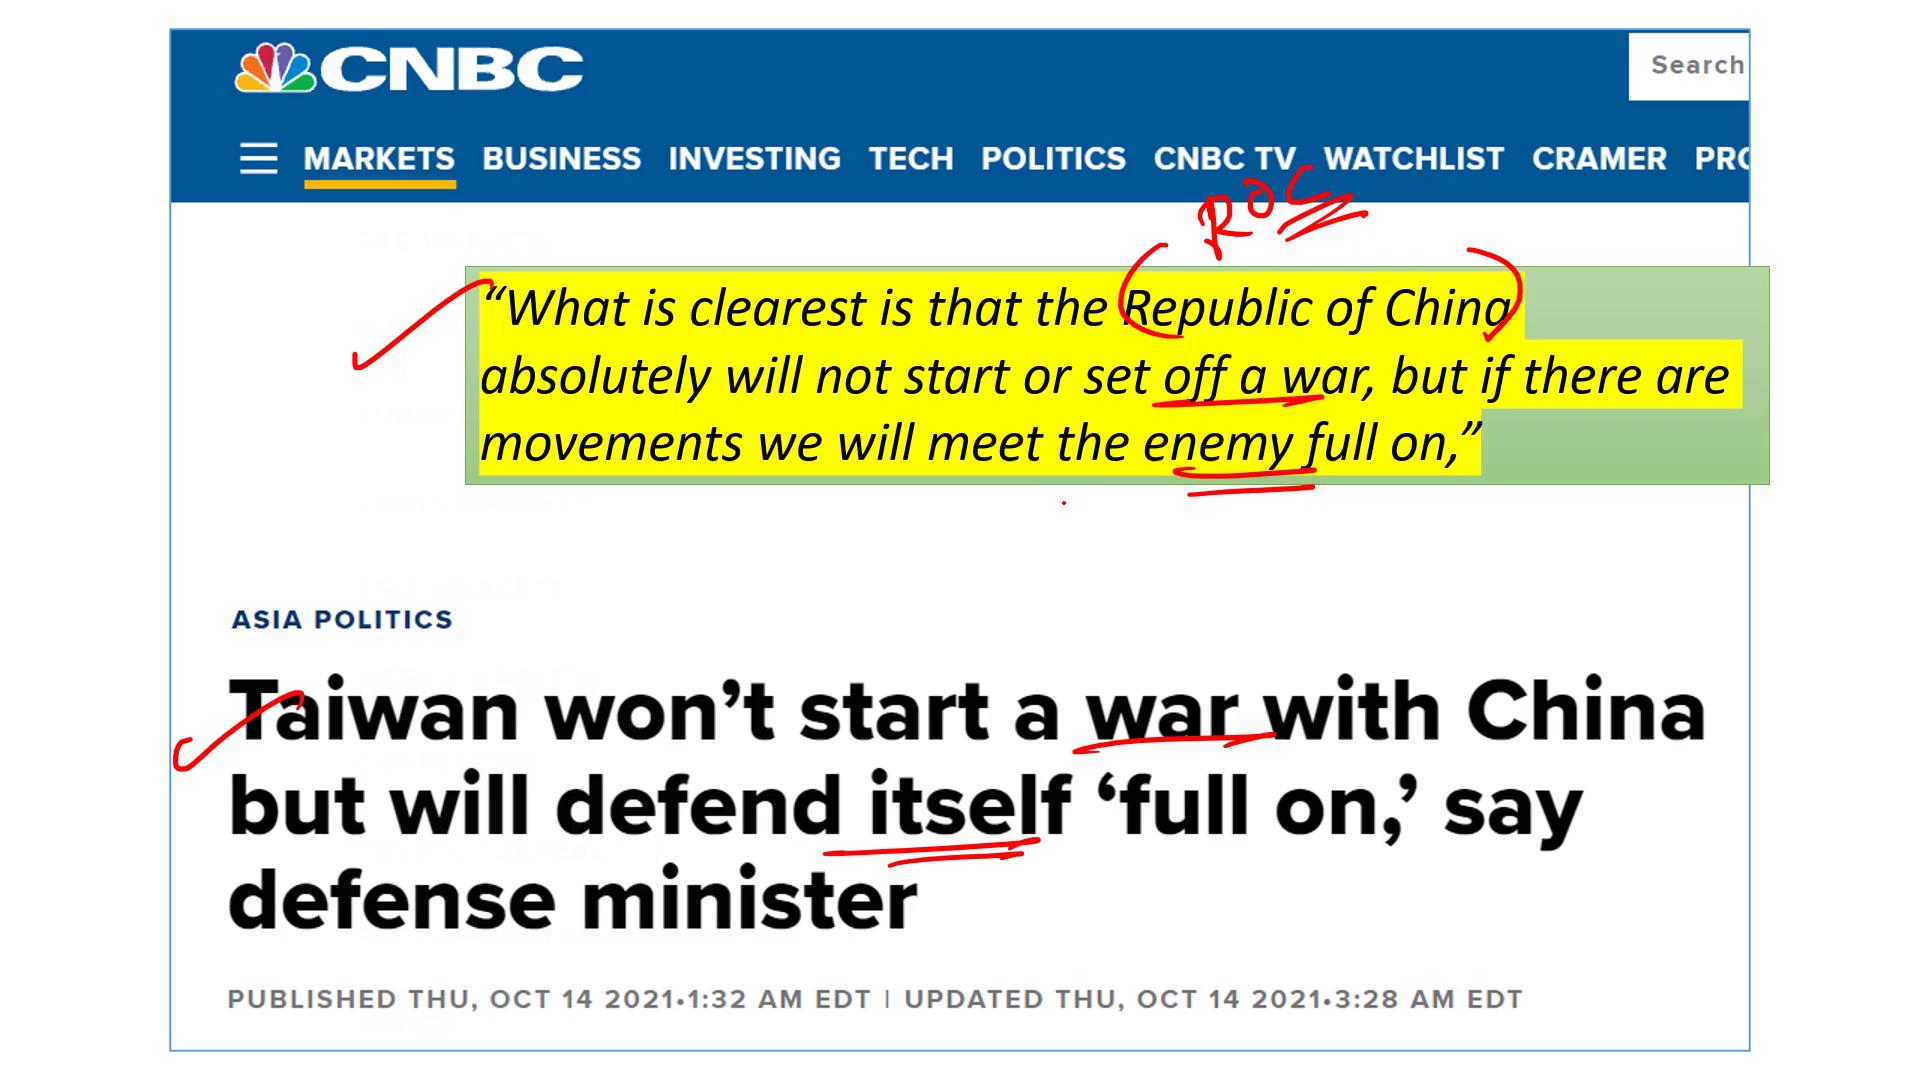 CNBC
Search
MARKETS BUSINESS INVESTING TECH POLITICS CNBC TV WATCHLIST CRAMER PRO
ROC
“What is clearest is that the Republic of China
absolutely will not start or set off a war, but if there are
movements we will meet the enemy full on,”
ASIA POLITICS
Taiwan won’t start a war with China
but will defend itself ‘full on,’ say
defense minister
PUBLISHED THU, OCT 14 2021•1:32 AM EDT | UPDATED THU, OCT 14 2021•3:28 AM EDT